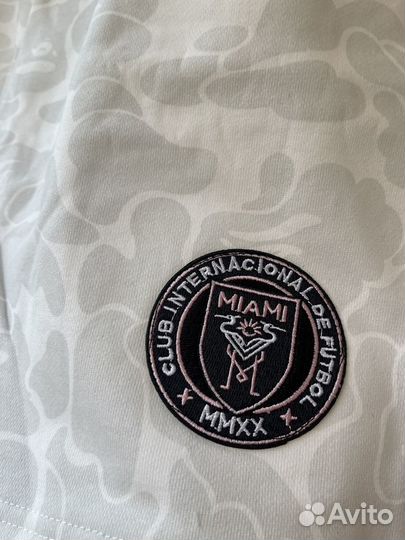 CLUB INTERNACIONAL DE FUTBOL
MIAMI
MMXX
Avito